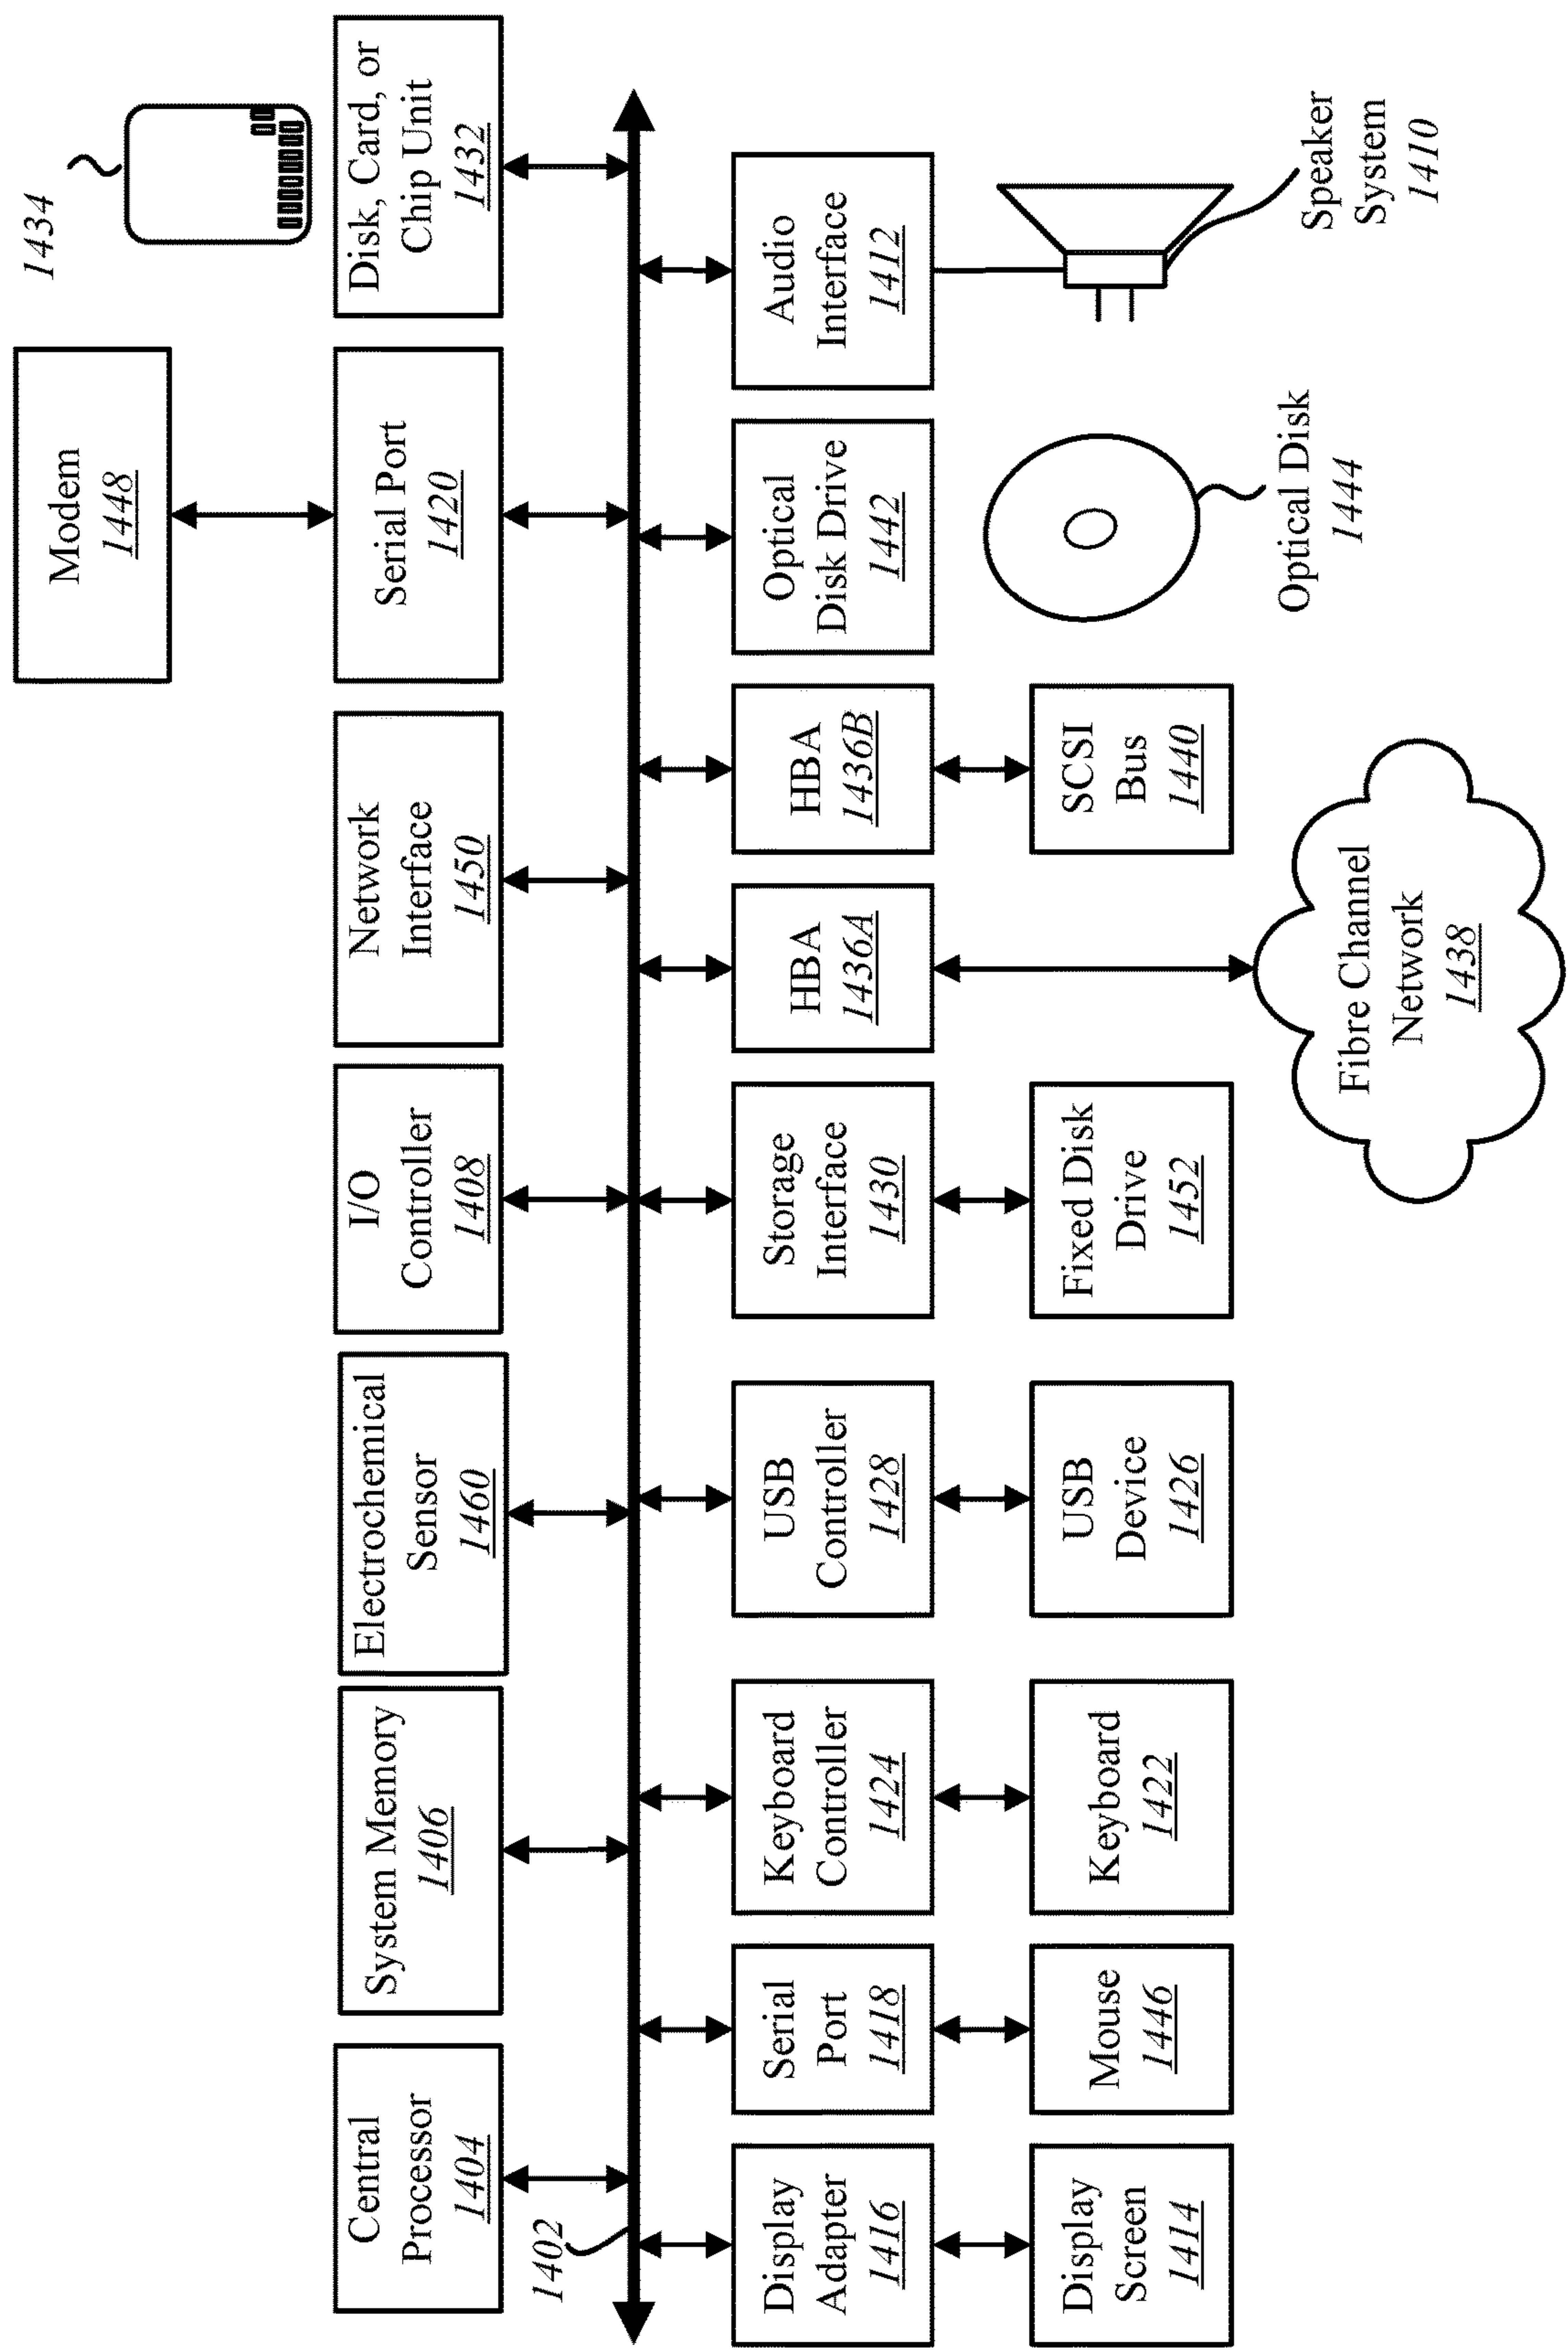 Modem
1448
1434
Central
Processor
1404
System Memory
1406
Electrochemical
Sensor
1460
I/O
Controller
1408
Network
Interface
1450
Serial Port
1420
Disk, Card, or
Chip Unit
1432
1402
Display
Adapter
1416
Serial
Port
1418
Keyboard
Controller
1424
USB
Controller
1428
Storage
Interface
1430
HBA
1436A
HBA
1436B
Optical
Disk Drive
1442
Audio
Interface
1412
Display
Screen
1414
Mouse
1446
Keyboard
1422
USB
Device
1426
Fixed Disk
Drive
1452
SCSI
Bus
1440
Fibre Channel
Network
1438
Optical Disk
1444
Speaker
System
1410